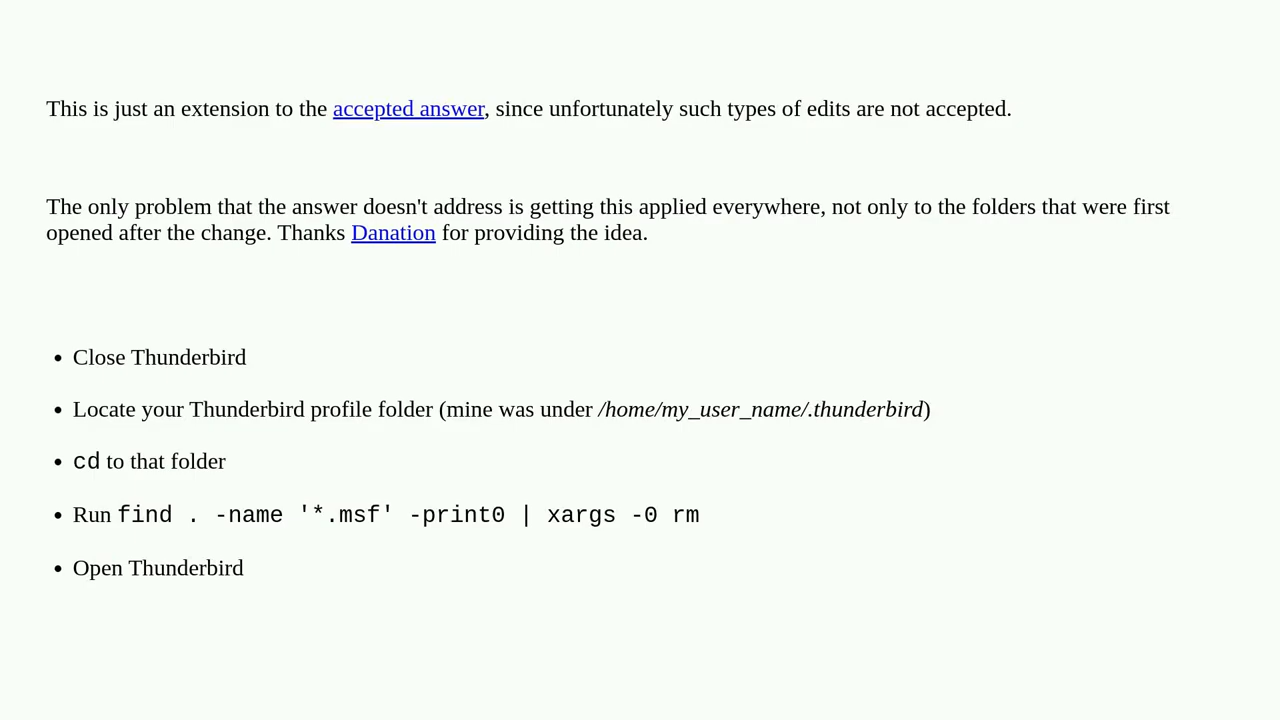 This is just an extension to the accepted answer, since unfortunately such types of edits are not accepted.
The only problem that the answer doesn't address is getting this applied everywhere, not only to the folders that were first
opened after the change. Thanks Danation for providing the idea.
• Close Thunderbird
• Locate your Thunderbird profile folder (mine was under /home/my_user_name/.thunderbird)
• cd to that folder
• Run find . -name '*.msf' -print0 | xargs -0 rm
• Open Thunderbird